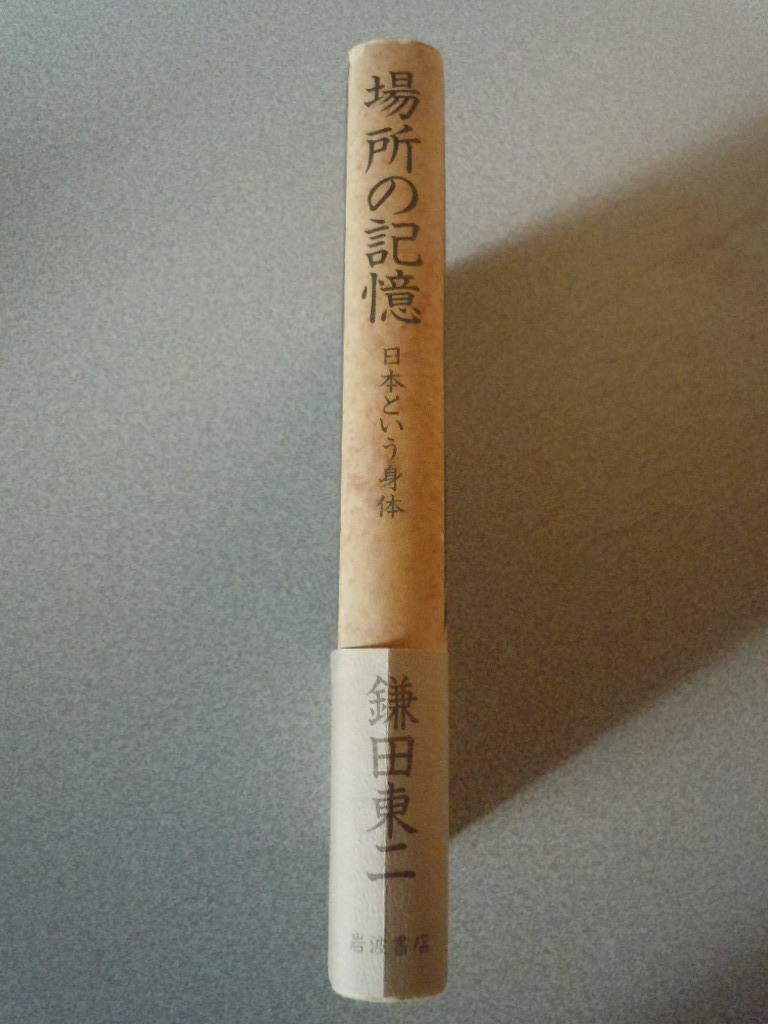 場所の記憶
日本という身体
鎌田東二
岩波書店